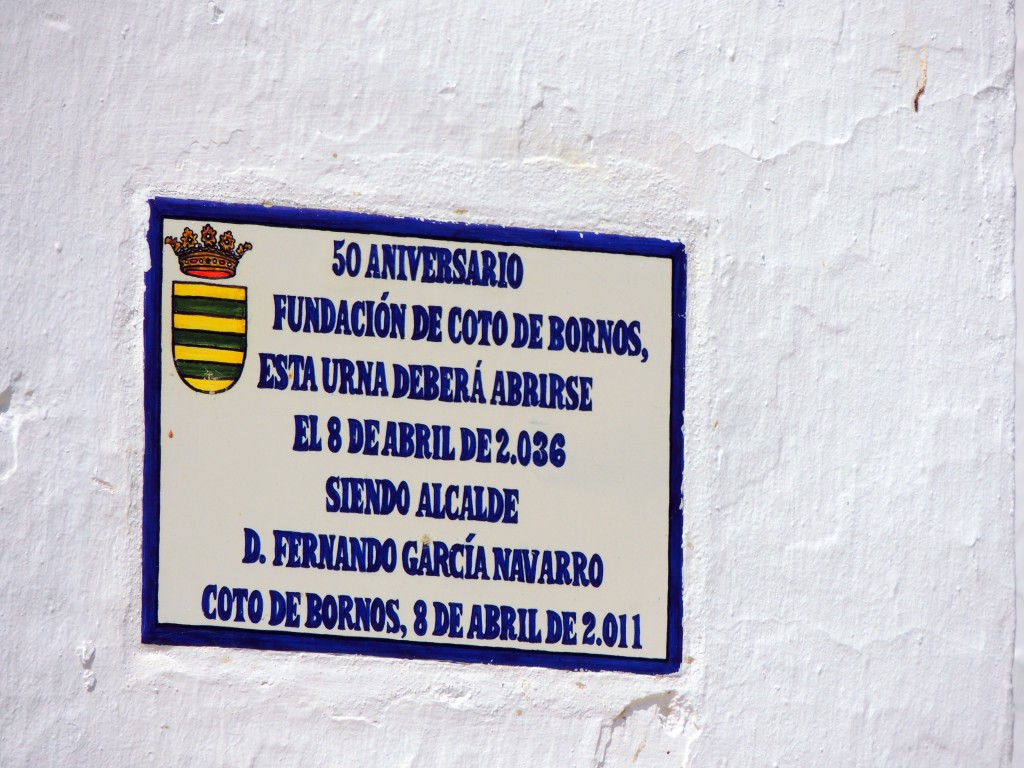 50 ANIVERSARIO
FUNDACIÓN DE COTO DE BORNOS,
ESTA URNA DEBERÁ ABRIRSE
EL 8 DE ABRIL DE 2.036
SIENDO ALCALDE
D. FERNANDO GARCÍA NAVARRO
COTO DE BORNOS, 8 DE ABRIL DE 2.011